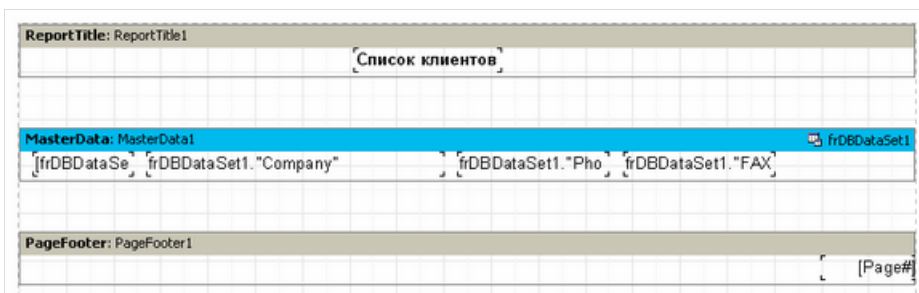 ReportTitle: ReportTitle1
Список клиентов
MasterData: MasterData1 frDBDataSet1
[frDBDataSe frDBDataSet1."Company" frDBDataSet1."Pho frDBDataSet1."FAX
PageFooter: PageFooter1
[Page#]